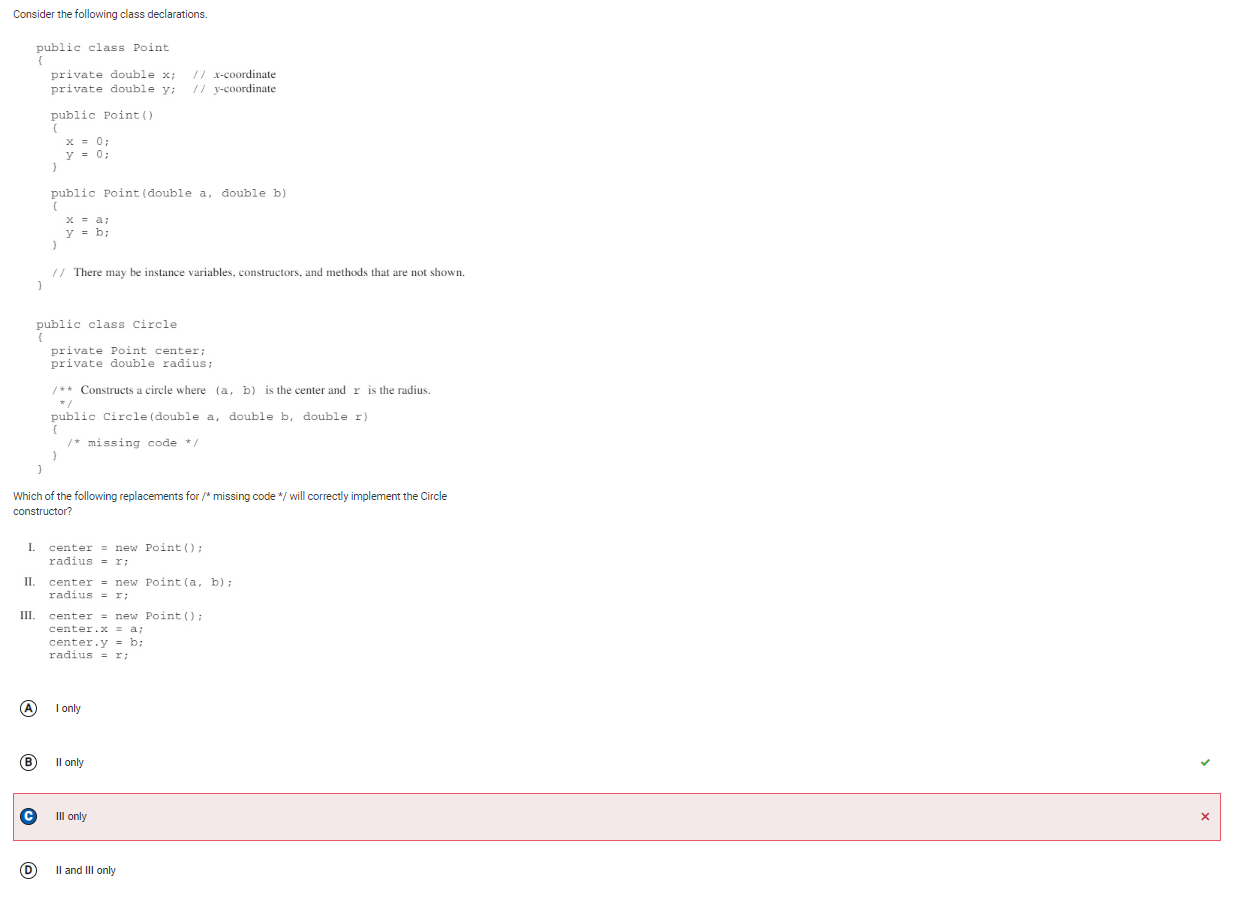 Consider the following class declarations.
public class Point
{
private double x; // x-coordinate
private double y; // y-coordinate
public Point()
{
x = 0;
y = 0;
}
public Point(double a, double b)
{
x = a;
y = b;
}
// There may be instance variables, constructors, and methods that are not shown.
}
public class Circle
{
private Point center;
private double radius;
/** Constructs a circle where (a, b) is the center and r is the radius.
*/
public Circle(double a, double b, double r)
{
/* missing code */
}
}
Which of the following replacements for /* missing code */ will correctly implement the Circle
constructor?
I. center = new Point();
radius = r;
II. center = new Point(a, b);
radius = r;
III. center = new Point();
center.x = a;
center.y = b;
radius = r;
A I only
B II only
C III only
D II and III only